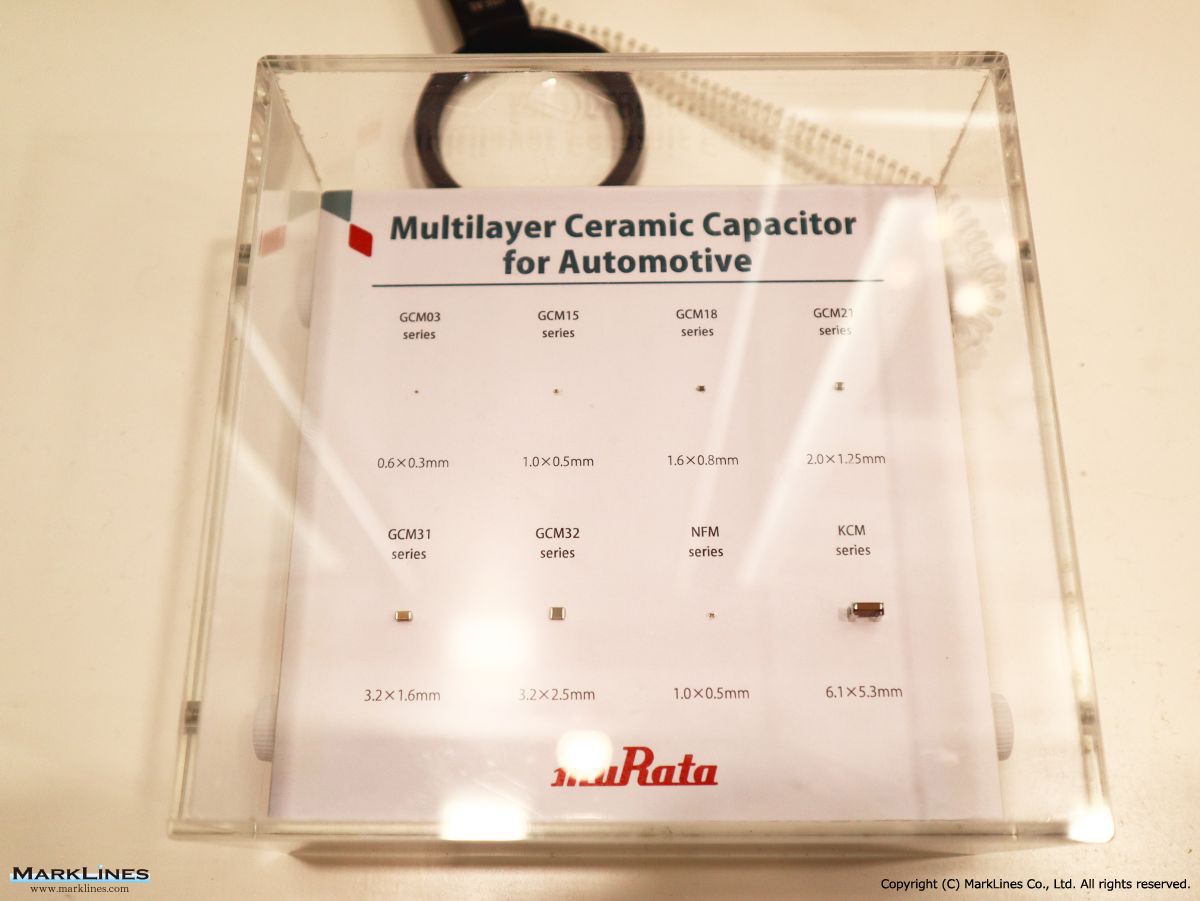 Multilayer Ceramic Capacitor
for Automotive
GCM03 series
GCM15 series
GCM18 series
GCM21 series
0.6×0.3mm
1.0×0.5mm
1.6×0.8mm
2.0×1.25mm
GCM31 series
GCM32 series
NFM series
KCM series
3.2×1.6mm
3.2×2.5mm
1.0×0.5mm
6.1×5.3mm
muRata
MARKLINES
www.marklines.com
Copyright (C) MarkLines Co., Ltd. All rights reserved.